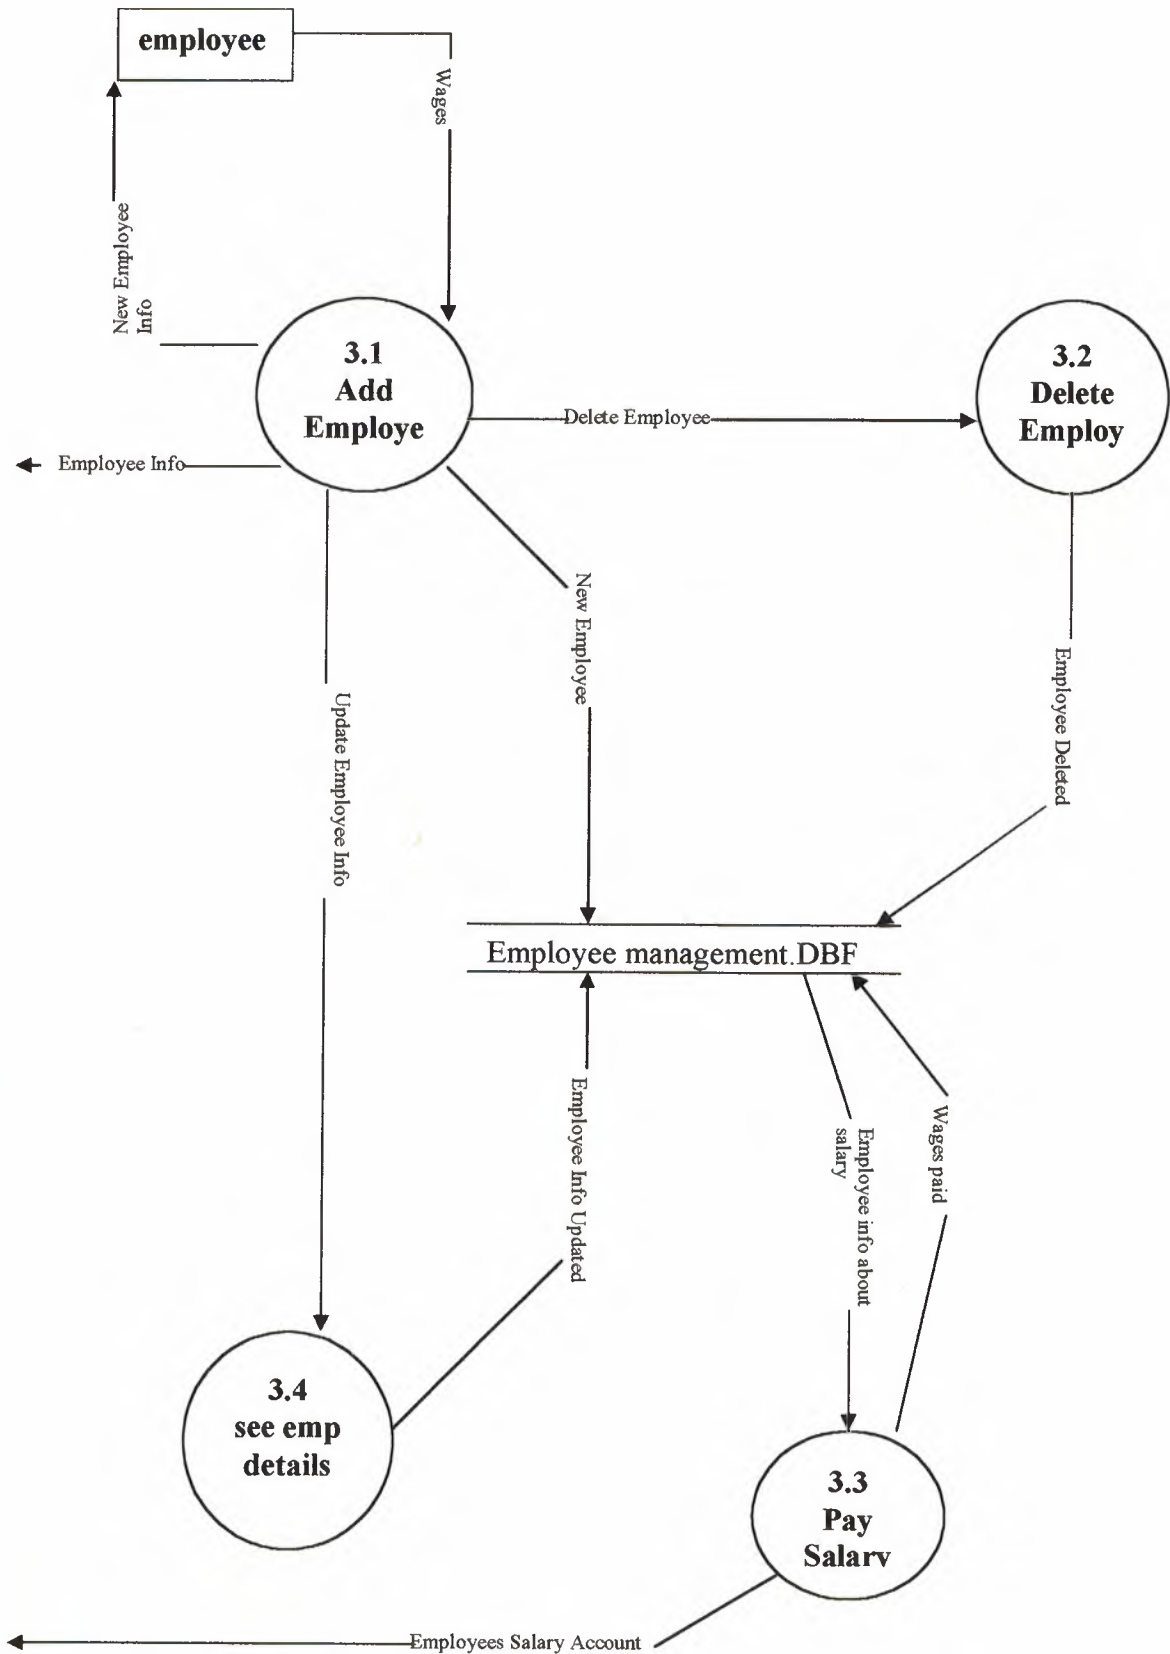 employee
Wages
New Employee
Info
3.1
Add
Employe
3.2
Delete
Employ
Delete Employee
Employee Info
New Employee
Update Employee Info
Employee Deleted
Employee management.DBF
Employee Info Updated
Employee info about
salary
Wages paid
3.4
see emp
details
3.3
Pay
Salary
Employees Salary Account